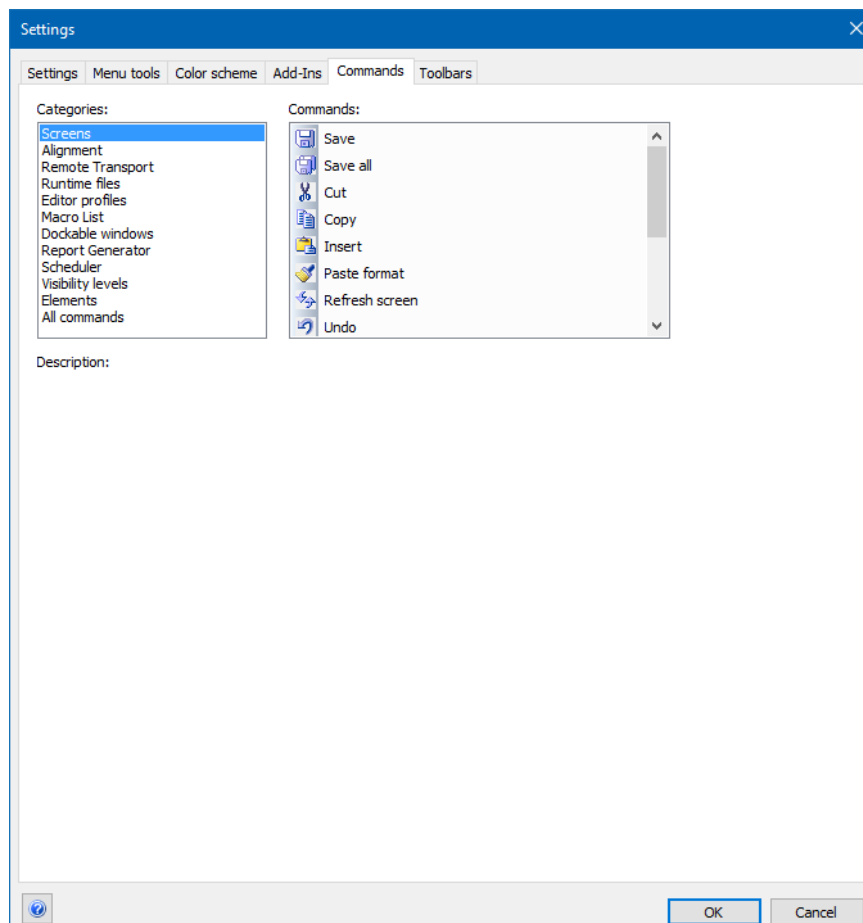 Settings
Settings Menu tools Color scheme Add-Ins Commands Toolbars
Categories:
Screens
Alignment
Remote Transport
Runtime files
Editor profiles
Macro List
Dockable windows
Report Generator
Scheduler
Visibility levels
Elements
All commands
Commands:
Save
Save all
Cut
Copy
Insert
Paste format
Refresh screen
Undo
Description:
OK Cancel